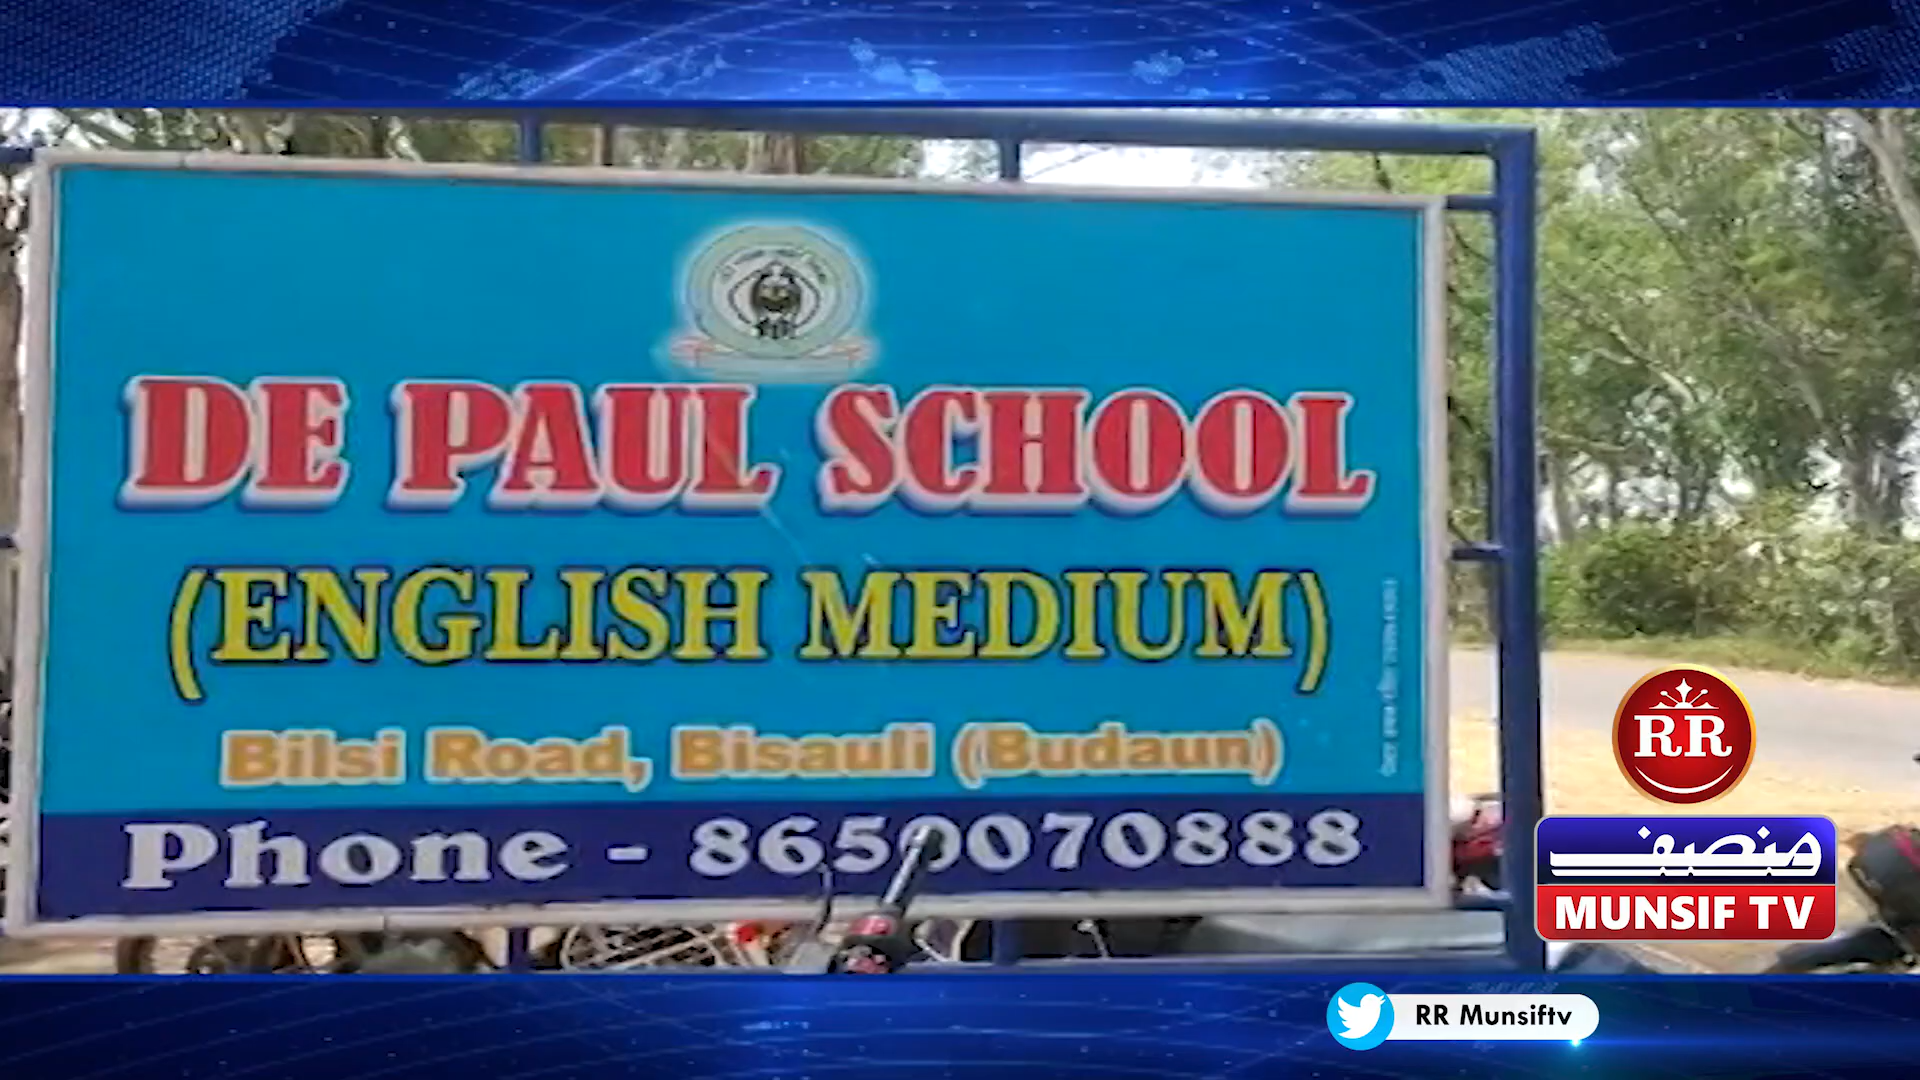 DE PAUL SCHOOL
(ENGLISH MEDIUM)
Bilsi Road, Bisauli (Budaun)
Phone - 8650070888
RR
منصف
MUNSIF TV
RR Munsiftv